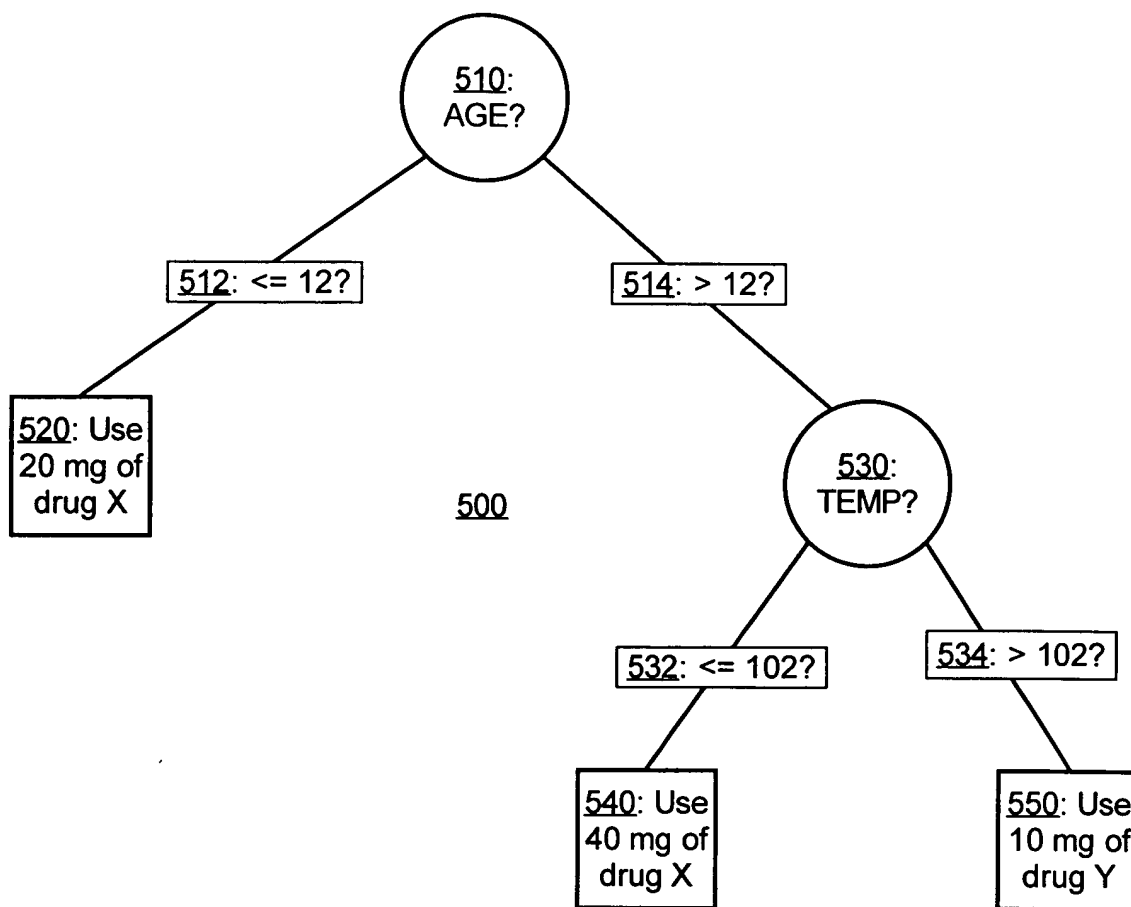 510:
AGE?
512: <= 12?
514: > 12?
520: Use
20 mg of
drug X
500
530:
TEMP?
532: <= 102?
534: > 102?
540: Use
40 mg of
drug X
550: Use
10 mg of
drug Y